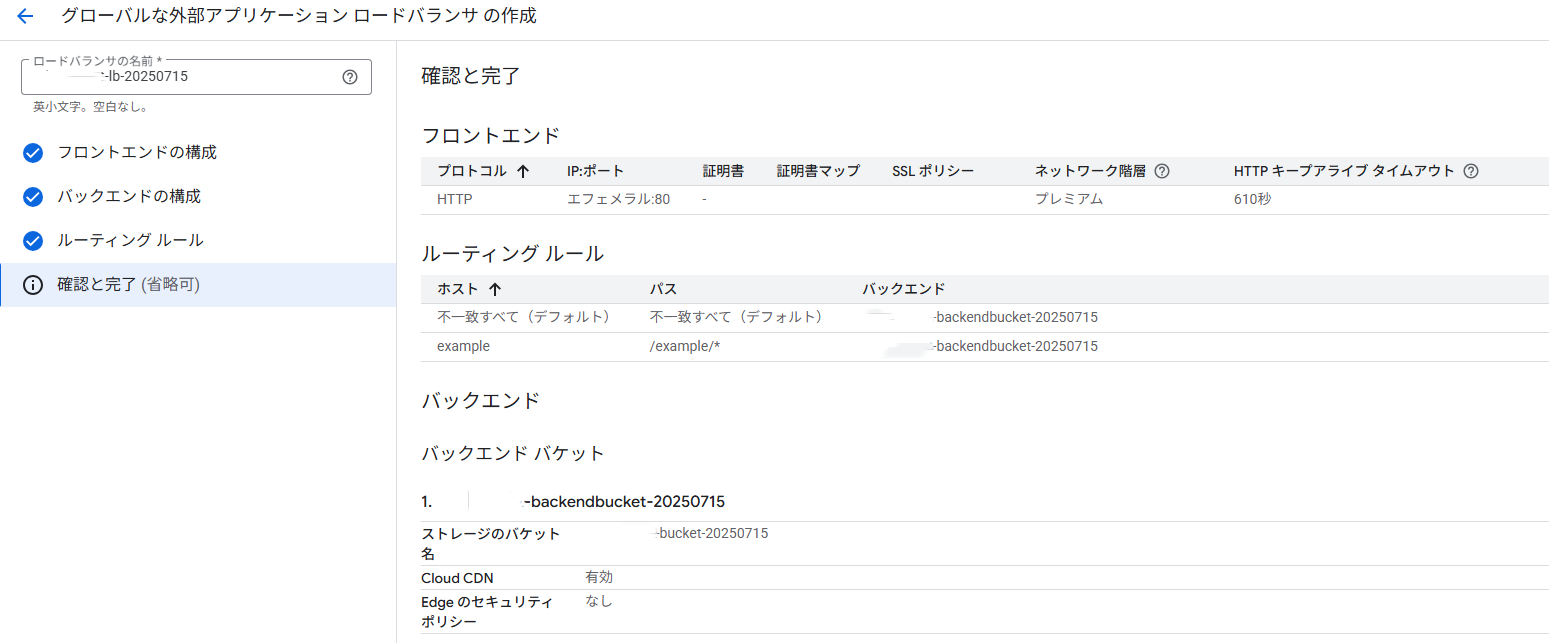 グローバルな外部アプリケーション ロードバランサ の作成
ロードバランサの名前 *
-lb-20250715
英小文字。空白なし。
フロントエンドの構成
バックエンドの構成
ルーティング ルール
確認と完了 (省略可)
確認と完了
フロントエンド
プロトコル IP:ポート 証明書 証明書マップ SSL ポリシー ネットワーク階層 HTTP キープアライブ タイムアウト
HTTP エフェメラル:80 - プレミアム 610秒
ルーティング ルール
ホスト パス バックエンド
不一致すべて（デフォルト） 不一致すべて（デフォルト） -backendbucket-20250715
example /example/* -backendbucket-20250715
バックエンド
バックエンド バケット
1. -backendbucket-20250715
ストレージのバケット名 -bucket-20250715
Cloud CDN 有効
Edge のセキュリティ ポリシー なし